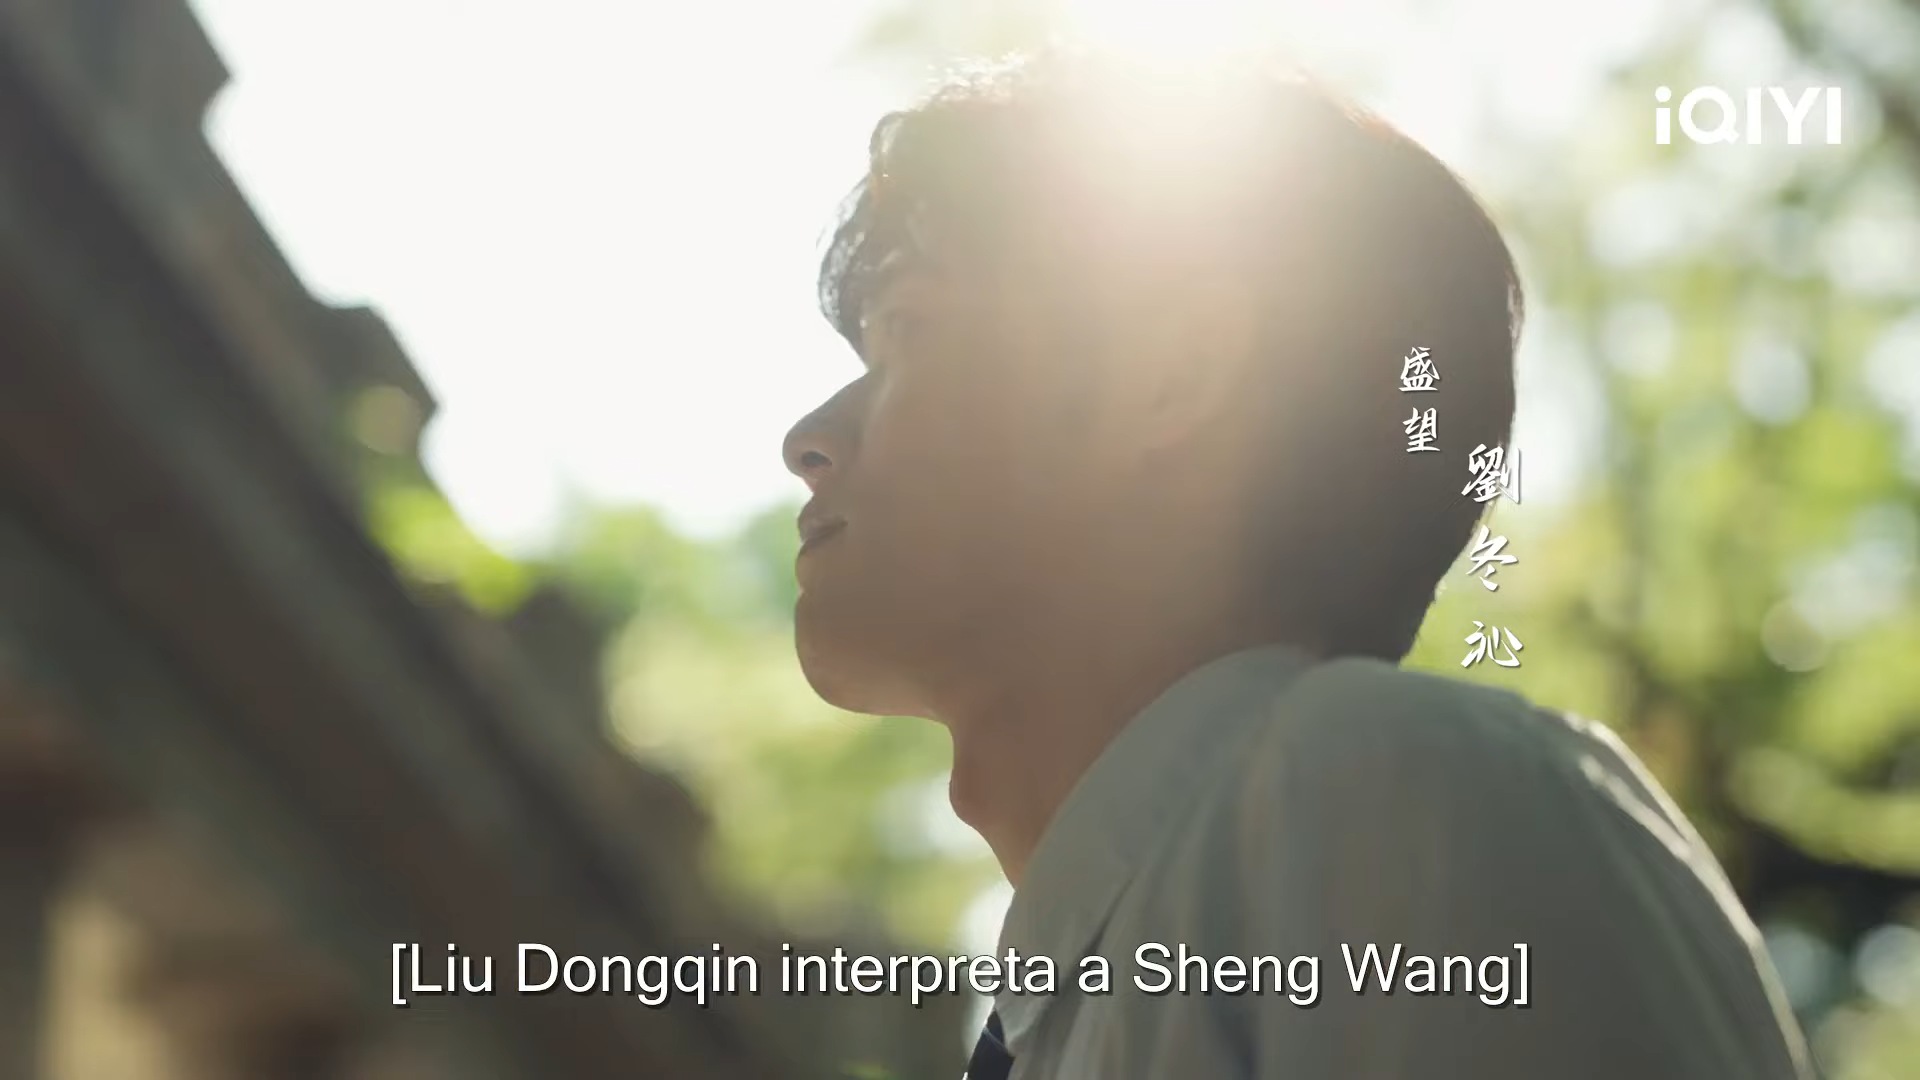 iQIYI
盛望
劉冬沁
[Liu Dongqin interpreta a Sheng Wang]